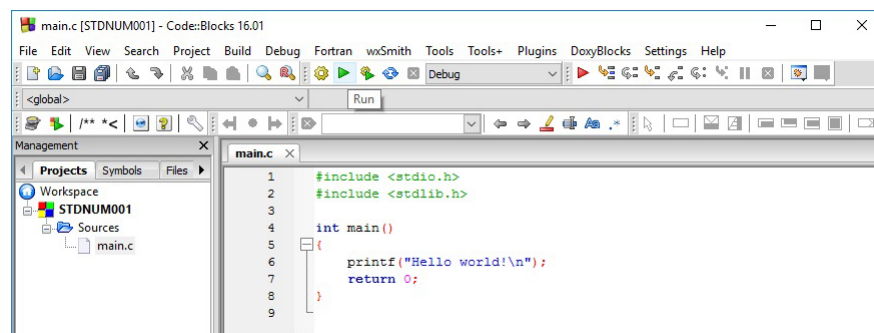 main.c [STDNUM001] - Code::Blocks 16.01
File Edit View Search Project Build Debug Fortran wxSmith Tools Tools+ Plugins DoxyBlocks Settings Help
Debug
<global>
Run
/** *<
Management
main.c
Projects Symbols Files
Workspace
STDNUM001
Sources
main.c
1 #include <stdio.h>
2 #include <stdlib.h>
3
4 int main()
5 {
6 printf("Hello world!\n");
7 return 0;
8 }
9